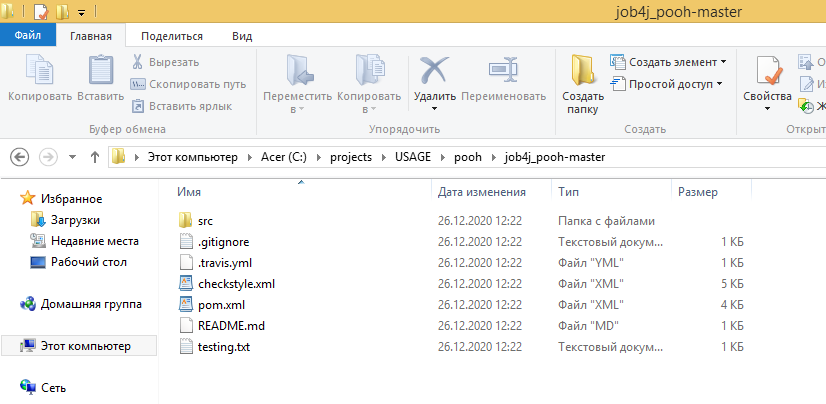 job4j_pooh-master
Файл Главная Поделиться Вид
Копировать Вставить Вырезать Скопировать путь Вставить ярлык
Буфер обмена
Переместить в Копировать в Удалить Переименовать
Упорядочить
Создать папку Создать элемент Простой доступ
Создать
Свойства
Открыт
Этот компьютер Acer (C:) projects USAGE pooh job4j_pooh-master
Избранное
Загрузки
Недавние места
Рабочий стол
Домашняя группа
Этот компьютер
Сеть
Имя Дата изменения Тип Размер
src 26.12.2020 12:22 Папка с файлами
.gitignore 26.12.2020 12:22 Текстовый докум... 1 КБ
.travis.yml 26.12.2020 12:22 Файл "YML" 1 КБ
checkstyle.xml 26.12.2020 12:22 Файл "XML" 5 КБ
pom.xml 26.12.2020 12:22 Файл "XML" 4 КБ
README.md 26.12.2020 12:22 Файл "MD" 1 КБ
testing.txt 26.12.2020 12:22 Текстовый докум... 1 КБ